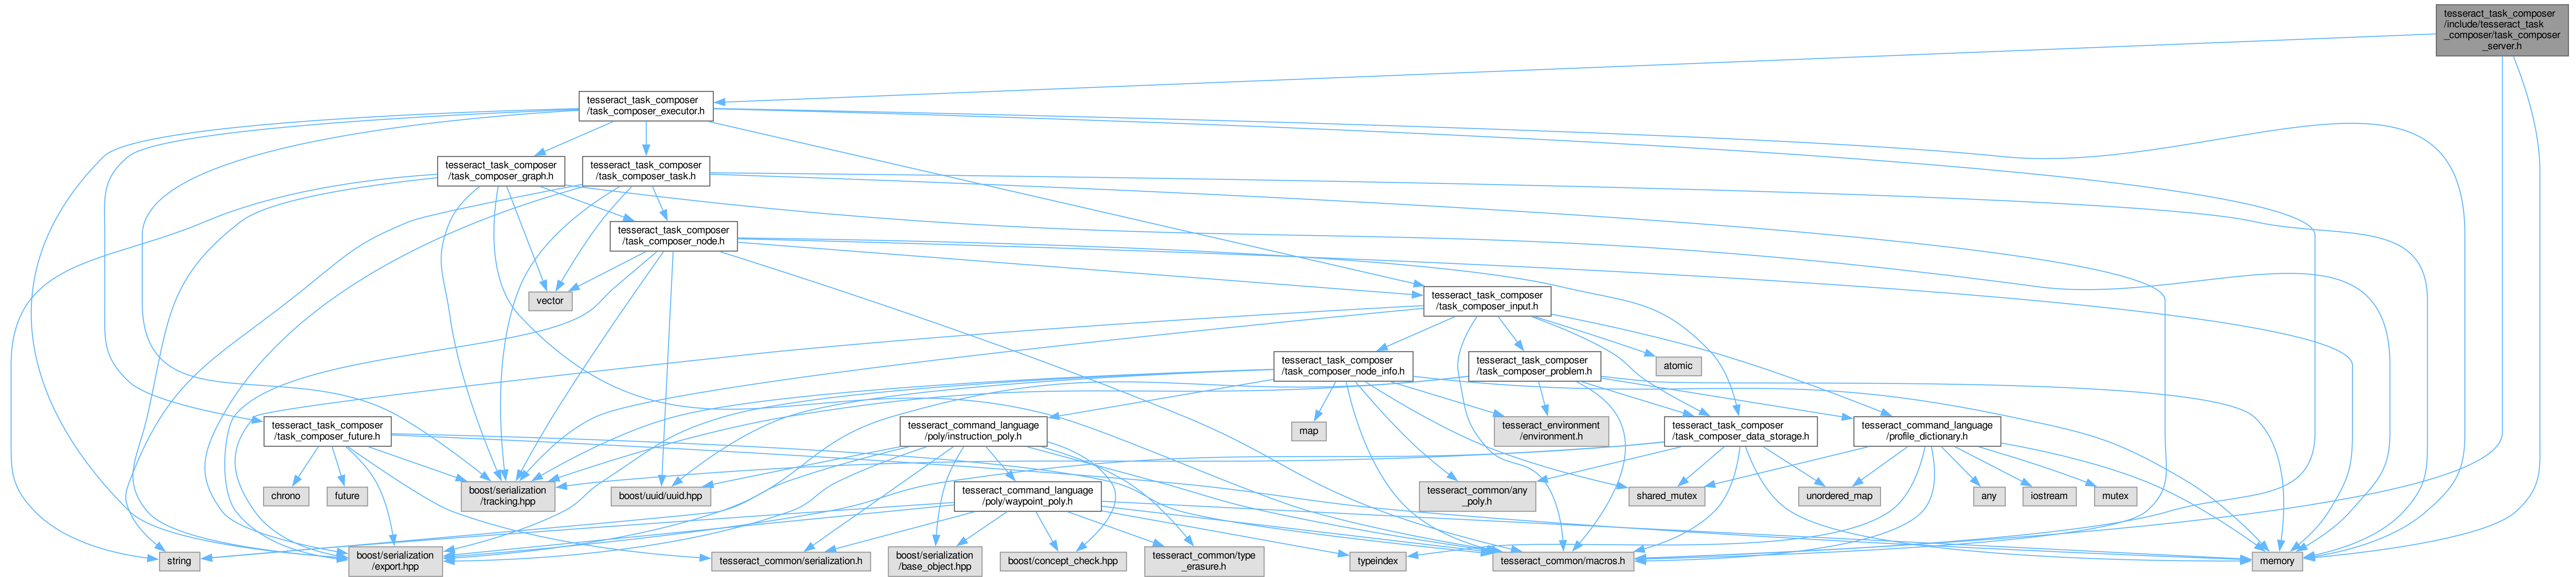 tesseract_task_composer
/include/tesseract_task
_composer/task_composer
_server.h
tesseract_task_composer
/task_composer_executor.h
tesseract_task_composer
/task_composer_graph.h
tesseract_task_composer
/task_composer_task.h
tesseract_task_composer
/task_composer_node.h
vector
tesseract_task_composer
/task_composer_input.h
tesseract_task_composer
/task_composer_node_info.h
tesseract_task_composer
/task_composer_problem.h
atomic
tesseract_task_composer
/task_composer_future.h
tesseract_command_language
/poly/instruction_poly.h
map
tesseract_environment
/environment.h
tesseract_task_composer
/task_composer_data_storage.h
tesseract_command_language
/profile_dictionary.h
chrono
future
boost/serialization
/tracking.hpp
boost/uuid/uuid.hpp
tesseract_command_language
/poly/waypoint_poly.h
tesseract_common/any
_poly.h
shared_mutex
unordered_map
any
iostream
mutex
string
boost/serialization
/export.hpp
tesseract_common/serialization.h
boost/serialization
/base_object.hpp
boost/concept_check.hpp
tesseract_common/type
_erasure.h
typeindex
tesseract_common/macros.h
memory